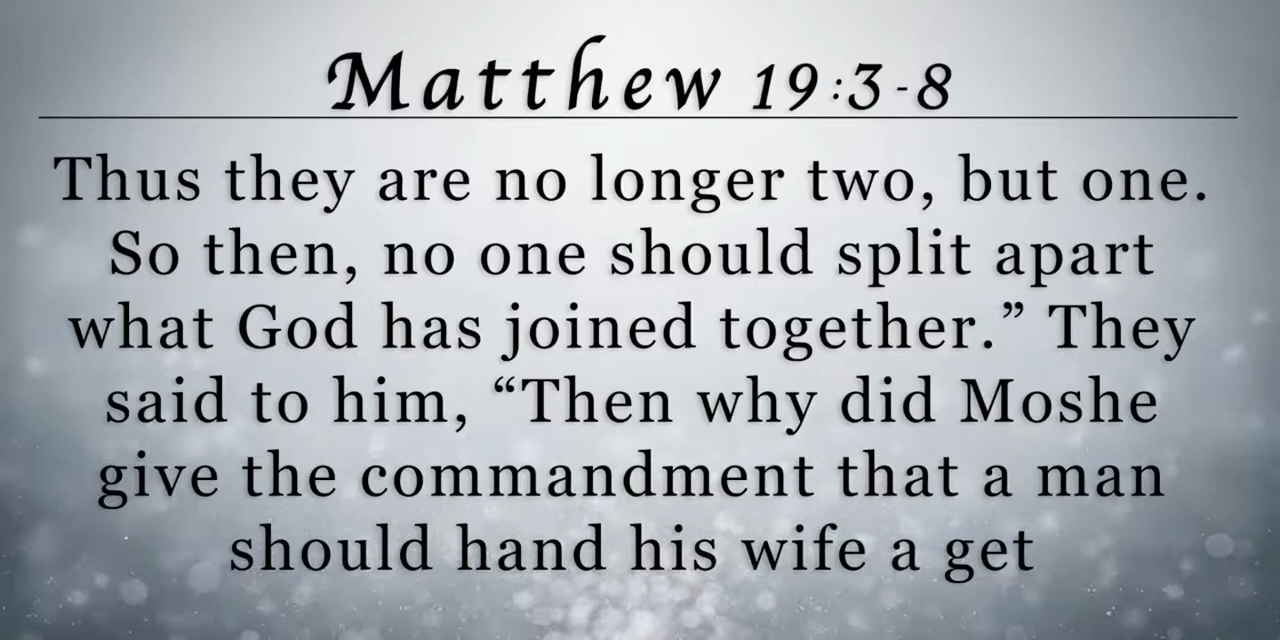 Matthew 19:3-8
Thus they are no longer two, but one.
So then, no one should split apart
what God has joined together.” They
said to him, “Then why did Moshe
give the commandment that a man
should hand his wife a get